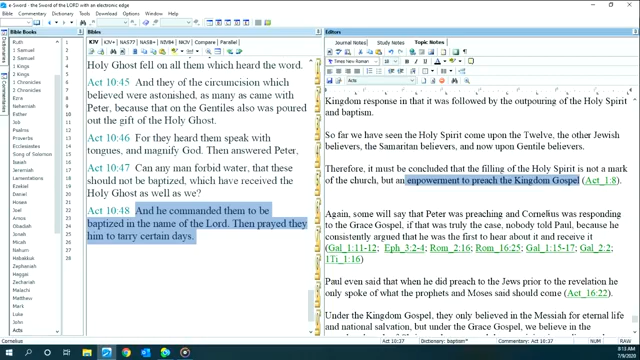 e-Sword - the Sword of the LORD with an electronic edge
File Edit View Bible Commentary Dictionary Tools Download Options Window Help
Bible Books
Bibles
Editors
KJV KJV+ NAS77 NASB+ NIV84 NKJV Compare Parallel
Journal Notes Study Notes Topic Notes
Times New Roman
Acts
Dictionaries
Commentaries
Ruth
1 Samuel
2 Samuel
1 Kings
2 Kings
1 Chronicles
2 Chronicles
Ezra
Nehemiah
Esther
Job
Psalms
Proverbs
Ecclesiastes
Song of Solomon
Isaiah
Jeremiah
Lamentations
Ezekiel
Daniel
Hosea
Joel
Amos
Obadiah
Jonah
Micah
Nahum
Habakkuk
Zephaniah
Haggai
Zechariah
Malachi
Matthew
Mark
Luke
John
Acts
Holy Ghost fell on all them which heard the word.
Act 10:45 And they of the circumcision which
believed were astonished, as many as came with
Peter, because that on the Gentiles also was poured
out the gift of the Holy Ghost.
Act 10:46 For they heard them speak with
tongues, and magnify God. Then answered Peter,
Act 10:47 Can any man forbid water, that these
should not be baptized, which have received the
Holy Ghost as well as we?
Act 10:48 And he commanded them to be
baptized in the name of the Lord. Then prayed they
him to tarry certain days.
Kingdom response in that it was followed by the outpouring of the Holy Spirit
and baptism.
So far we have seen the Holy Spirit come upon the Twelve, the other Jewish
believers, the Samaritan believers, and now upon Gentile believers.
Therefore, it must be concluded that the filling of the Holy Spirit is not a mark
of the church, but an empowerment to preach the Kingdom Gospel (Act_1:8).
Again, some will say that Peter was preaching and Cornelius was responding
to the Grace Gospel, if that was truly the case, nobody told Paul, because he
consistently argued that he was the first to hear about it and receive it
(Gal_1:11-12; Eph_3:2-4; Rom_2:16; Rom_16:25; Gal_1:15-17; Gal_2:2;
1Ti_1:16)
Paul even said that when he did preach to the Jews prior to the revelation he
only spoke of what the prophets and Moses said should come (Act_16:22).
Under the Kingdom Gospel, they only believed in the Messiah for eternal life
and national salvation, but under the Grace Gospel, we believe in the
Cornelius
Act 10:37
Dictionary: "baptism"
Act 10:37
NUM
RAW
8:13 AM
7/9/2020